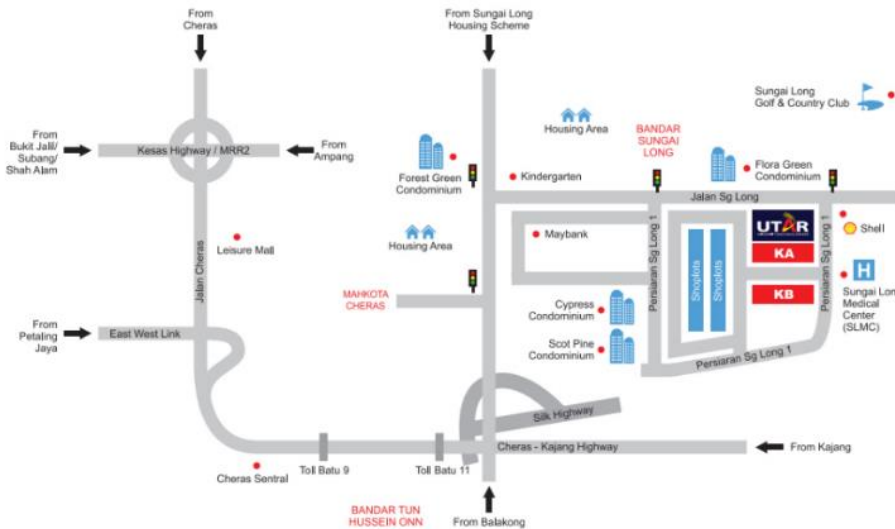 From
Cheras
From Sungai Long
Housing Scheme
Sungai Long
Golf & Country Club
From
Bukit Jalil/
Subang/
Shah Alam
Kesas Highway / MRR2
From
Ampang
Housing Area
BANDAR
SUNGAI
LONG
Forest Green
Condominium
Kindergarten
Flora Green
Condominium
Jalan Sg Long
Jalan Cheras
Leisure Mall
Housing Area
Maybank
Persiaran Sg Long 1
Shoplots
Shoplots
UTAR
KA
KB
Persiaran Sg Long 1
Shell
H
Sungai Lon
Medical
Center
(SLMC)
MAHKOTA
CHERAS
Cypress
Condominium
Scot Pine
Condominium
Persiaran Sg Long 1
From
Petaling
Jaya
East West Link
Silk Highway
Cheras - Kajang Highway
From Kajang
Toll Batu 9
Toll Batu 11
Cheras Sentral
BANDAR TUN
HUSSEIN ONN
From Balakong